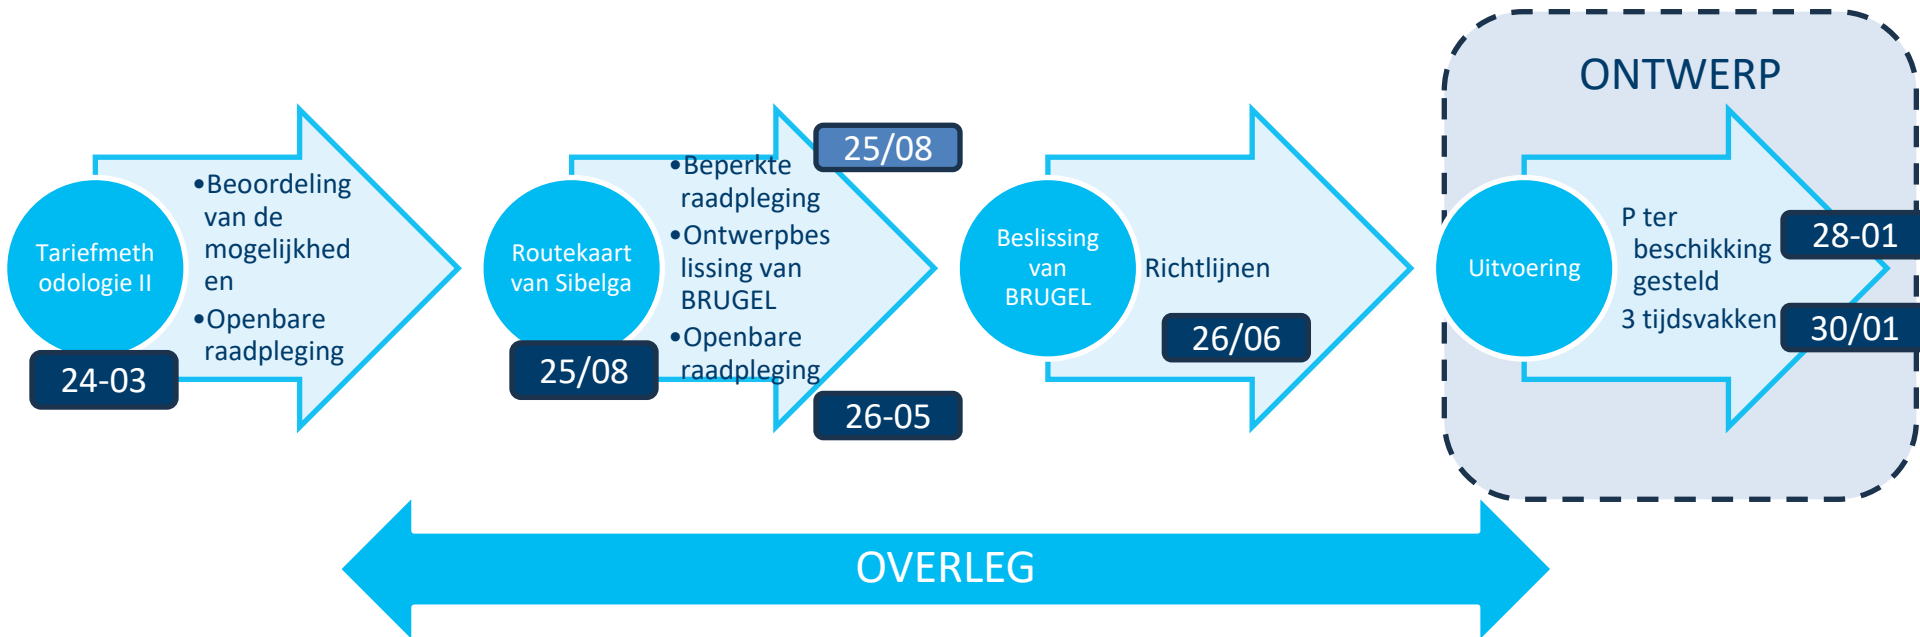 Tariefmeth
odologie II
24-03
•Beoordeling
van de
mogelijkhed
en
•Openbare
raadpleging
Routekaart
van Sibelga
25/08
•Beperkte
raadpleging
•Ontwerpbes
lissing van
BRUGEL
•Openbare
raadpleging
25/08
26-05
Beslissing
van
BRUGEL
Richtlijnen
26/06
ONTWERP
Uitvoering
P ter
beschikking
gesteld
3 tijdsvakken
28-01
30/01
OVERLEG